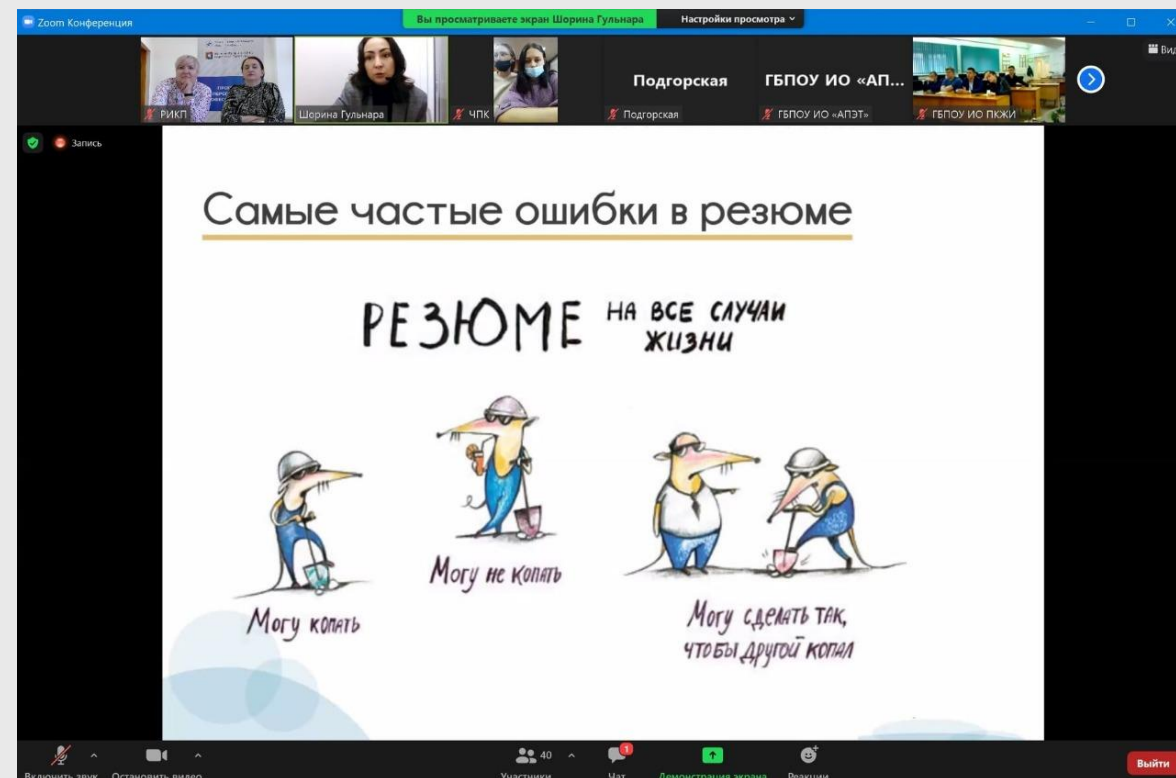 Zoom Конференция
Вы просматриваете экран Шорина Гульнара
Настройки просмотра
Вид
РИКП
Шорина Гульнара
ЧПК
Подгорская
Подгорская
ГБПОУ ИО «АП...
ГБПОУ ИО «АПЭТ»
ГБПОУ ИО ПКЖИ
Запись
Самые частые ошибки в резюме
РЕЗЮМЕ НА ВСЕ СЛУЧАИ
ЖИЗНИ
Могу копать
Могу не копать
Могу сделать так,
чтобы другой копал
Включить звук
Остановить видео
Участники
40
Чат
1
Демонстрация экрана
Реакции
Выйти